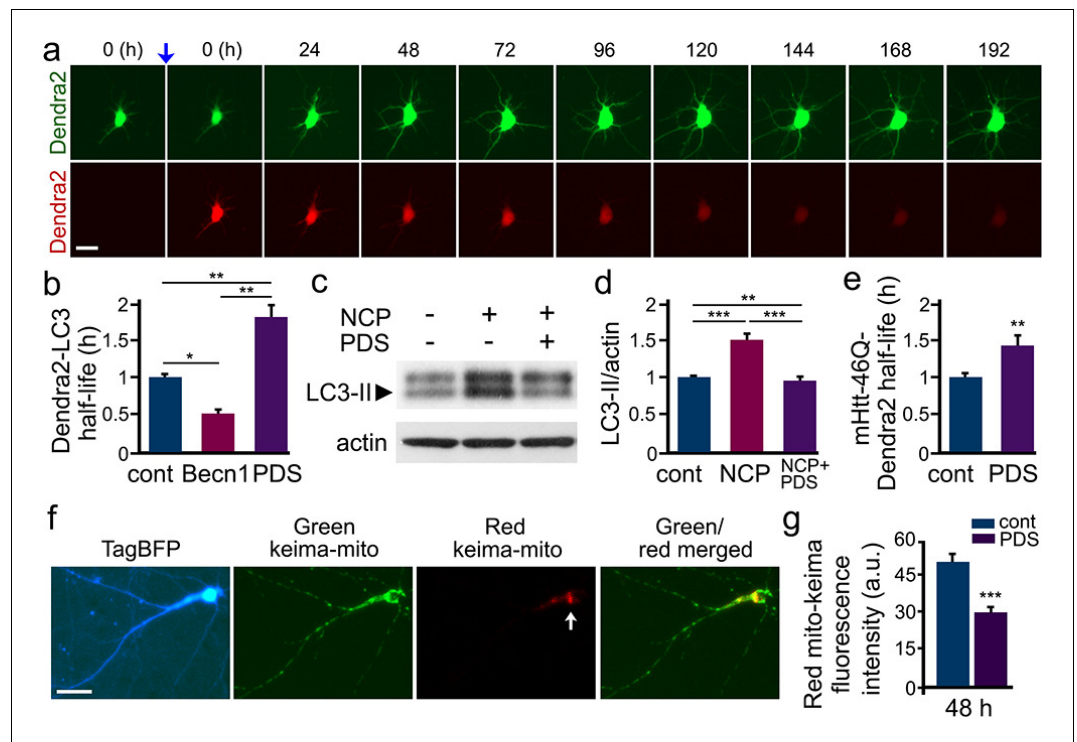 a
0 (h) 0 (h) 24 48 72 96 120 144 168 192
Dendra2
Dendra2
b
Dendra2-LC3
half-life (h)
2
1.5
1
0.5
0
**
**
*
cont Becn1 PDS
c
NCP - + +
PDS - - +
LC3-II
actin
d
LC3-II/actin
2
1.5
1
0.5
0
**
*** ***
cont NCP NCP+
PDS
e
mHtt-46Q-
Dendra2 half-life (h)
2
1.5
1
0.5
0
**
cont PDS
f
TagBFP
Green
keima-mito
Red
keima-mito
Green/
red merged
g
cont
PDS
Red mito-keima
fluorescence
intensity (a.u.)
60
45
30
15
0
***
48 h